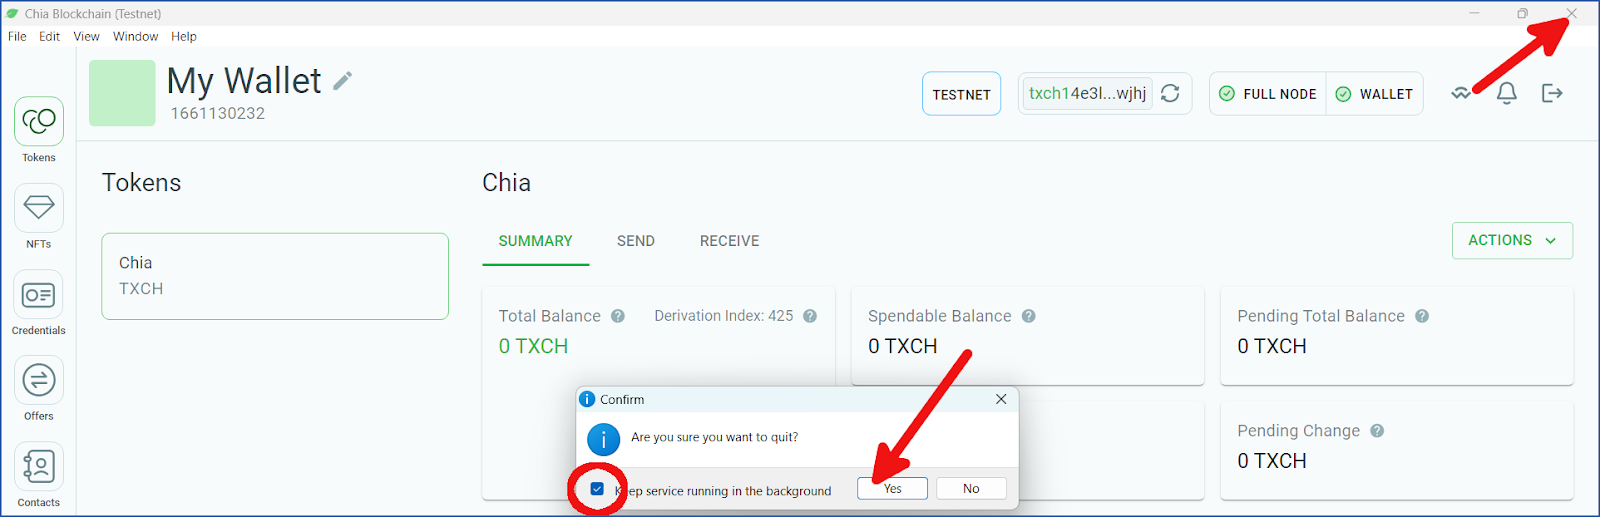 Chia Blockchain (Testnet)
File Edit View Window Help
My Wallet
1661130232
TESTNET
txch14e3l...wjhj
FULL NODE
WALLET
Tokens
NFTs
Credentials
Offers
Contacts
Tokens
Chia
TXCH
Chia
SUMMARY SEND RECEIVE
ACTIONS
Total Balance
Derivation Index: 425
0 TXCH
Spendable Balance
0 TXCH
Pending Total Balance
0 TXCH
Pending Change
0 TXCH
Confirm
Are you sure you want to quit?
Keep service running in the background
Yes
No